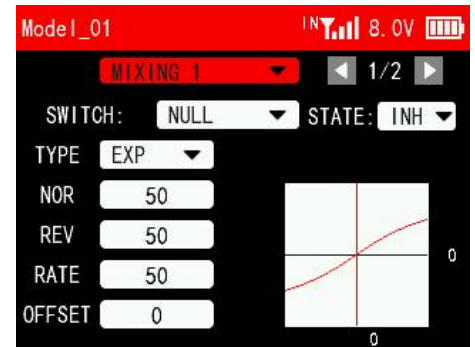 Model_01 IN 8.0V
MIXING 1 1/2
SWITCH: NULL STATE: INH
TYPE EXP
NOR 50
REV 50
0
RATE 50
OFFSET 0
0